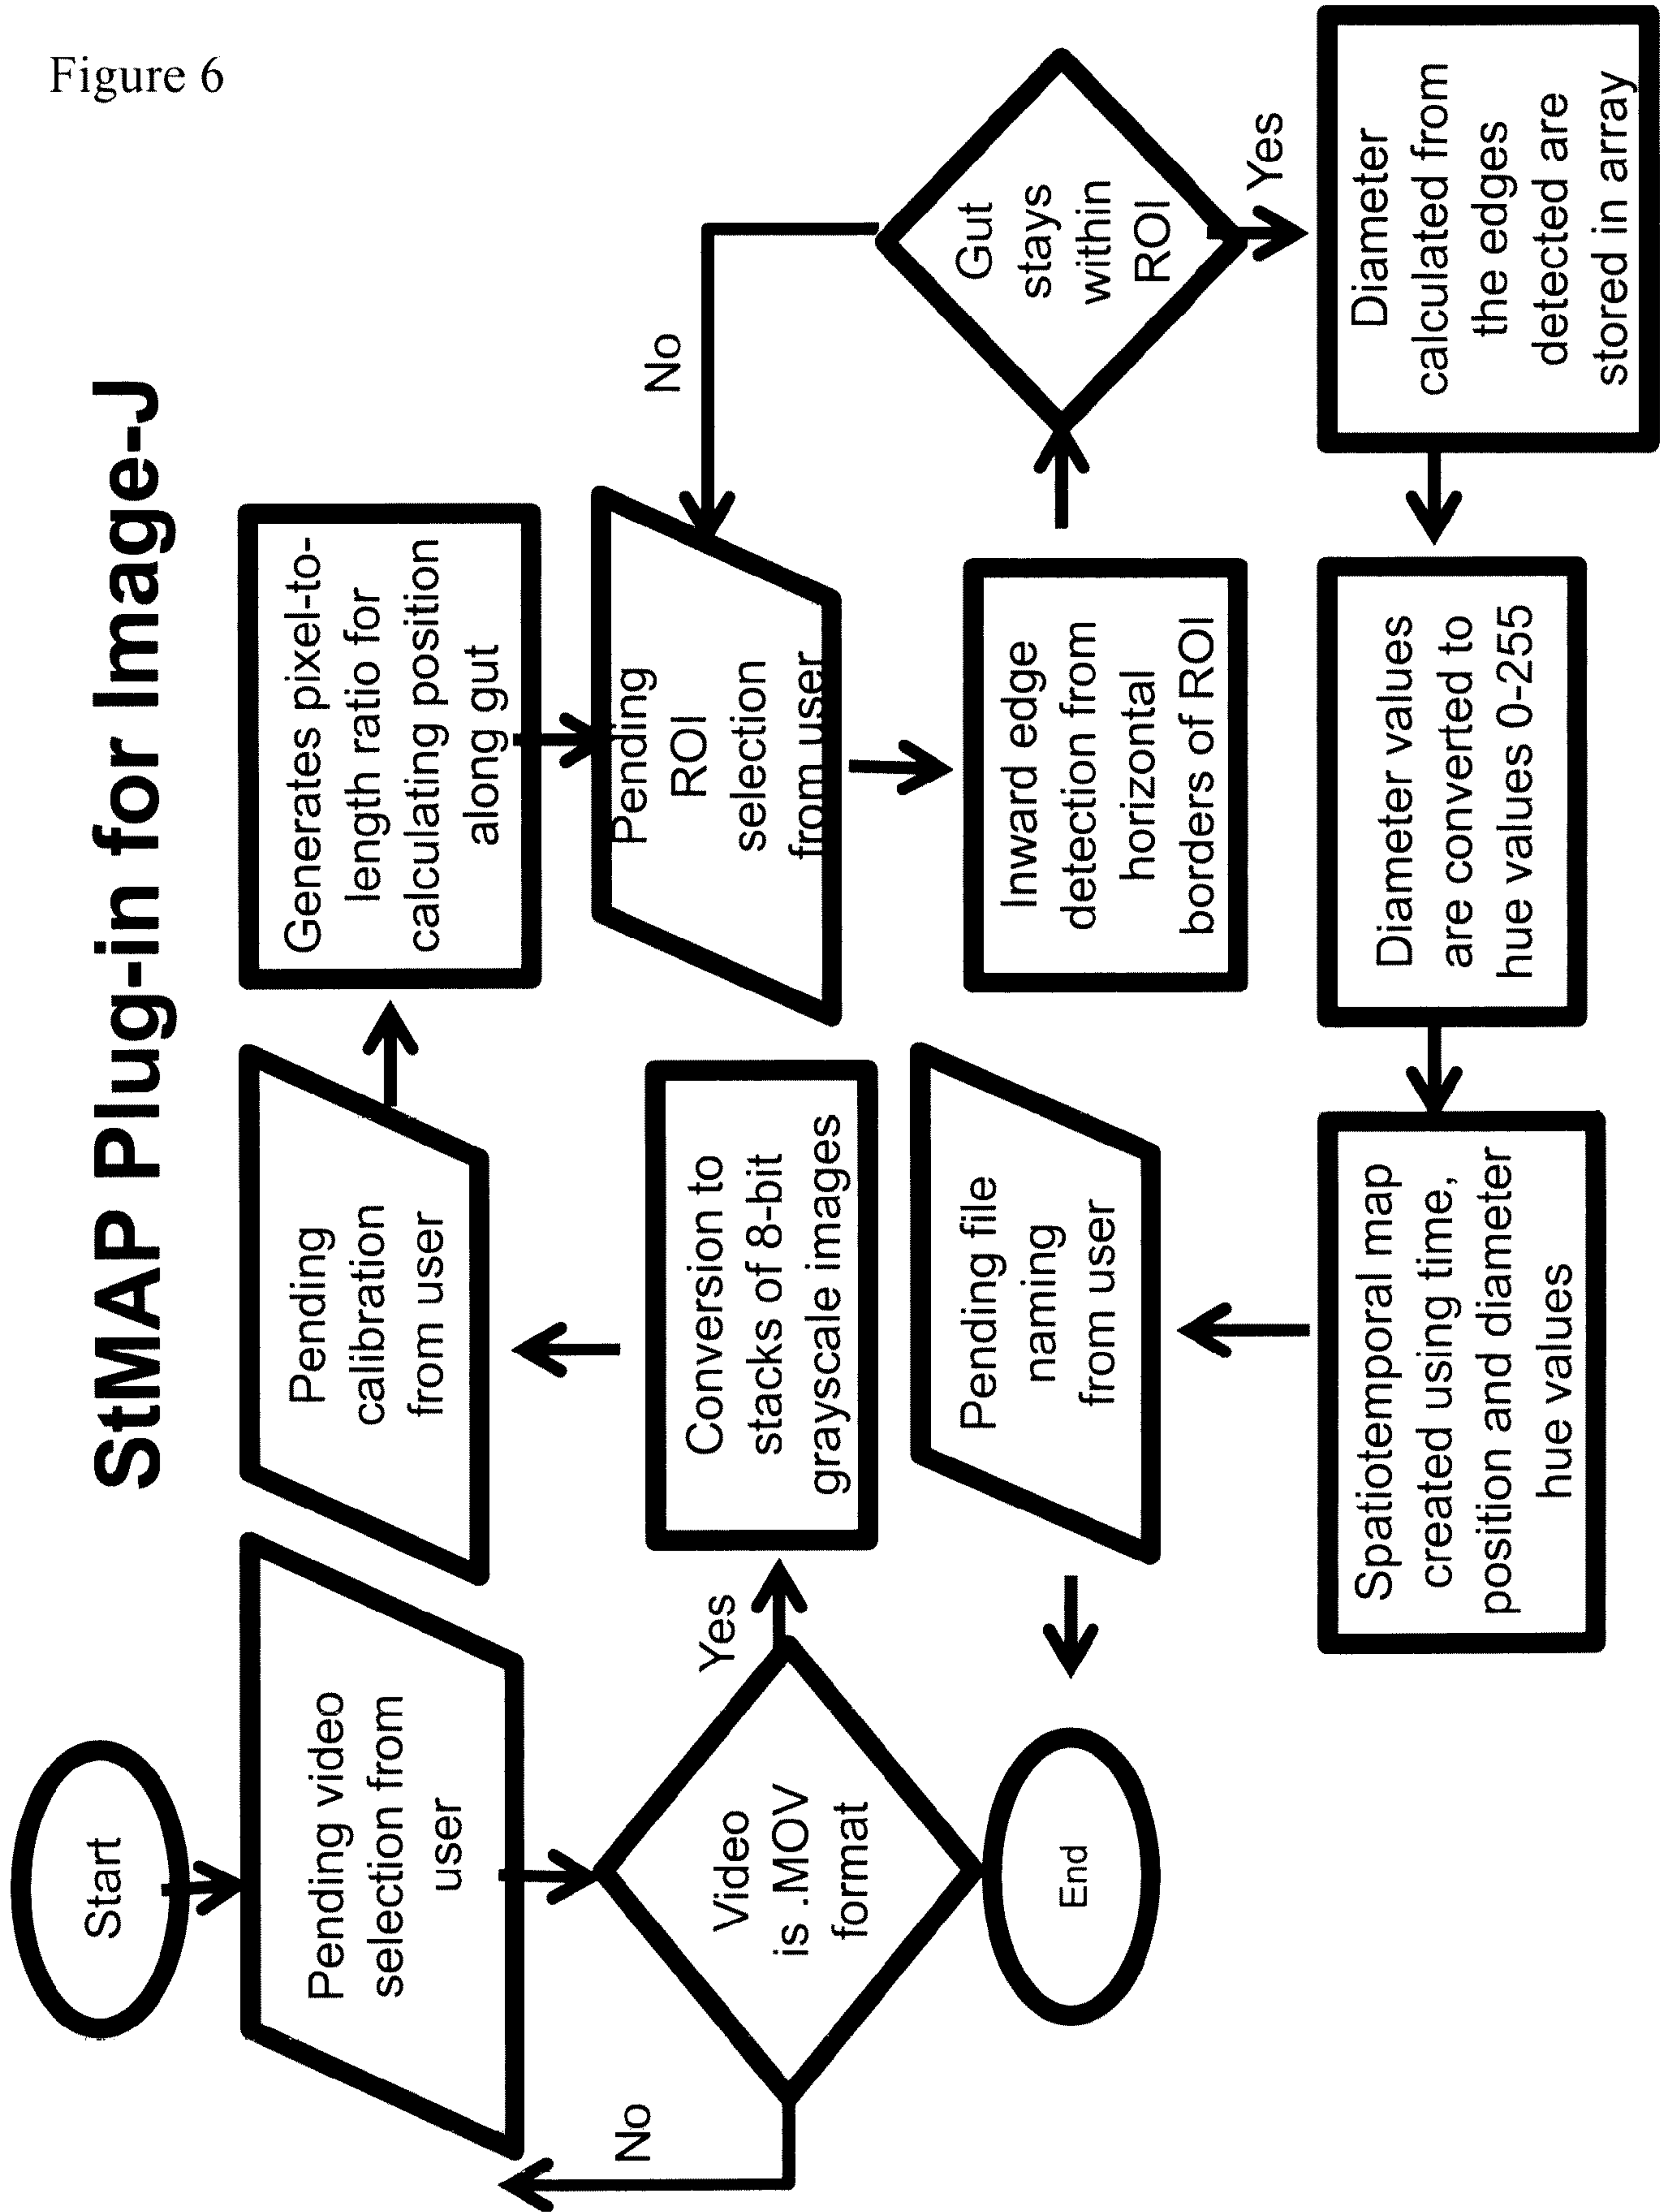 Figure 6
StMAP Plug-in for Image-J
Start
Pending video
selection from
user
Video
is .MOV
format
No
Yes
Conversion to
stacks of 8-bit
grayscale images
Pending
calibration
from user
Generates pixel-to-
length ratio for
calculating position
along gut
Pending
ROI
selection
from user
Inward edge
detection from
horizontal
borders of ROI
Gut
stays
within
ROI
No
Yes
Diameter
calculated from
the edges
detected are
stored in array
Diameter values
are converted to
hue values 0-255
Spatiotemporal map
created using time,
position and diameter
hue values
Pending file
naming
from user
End